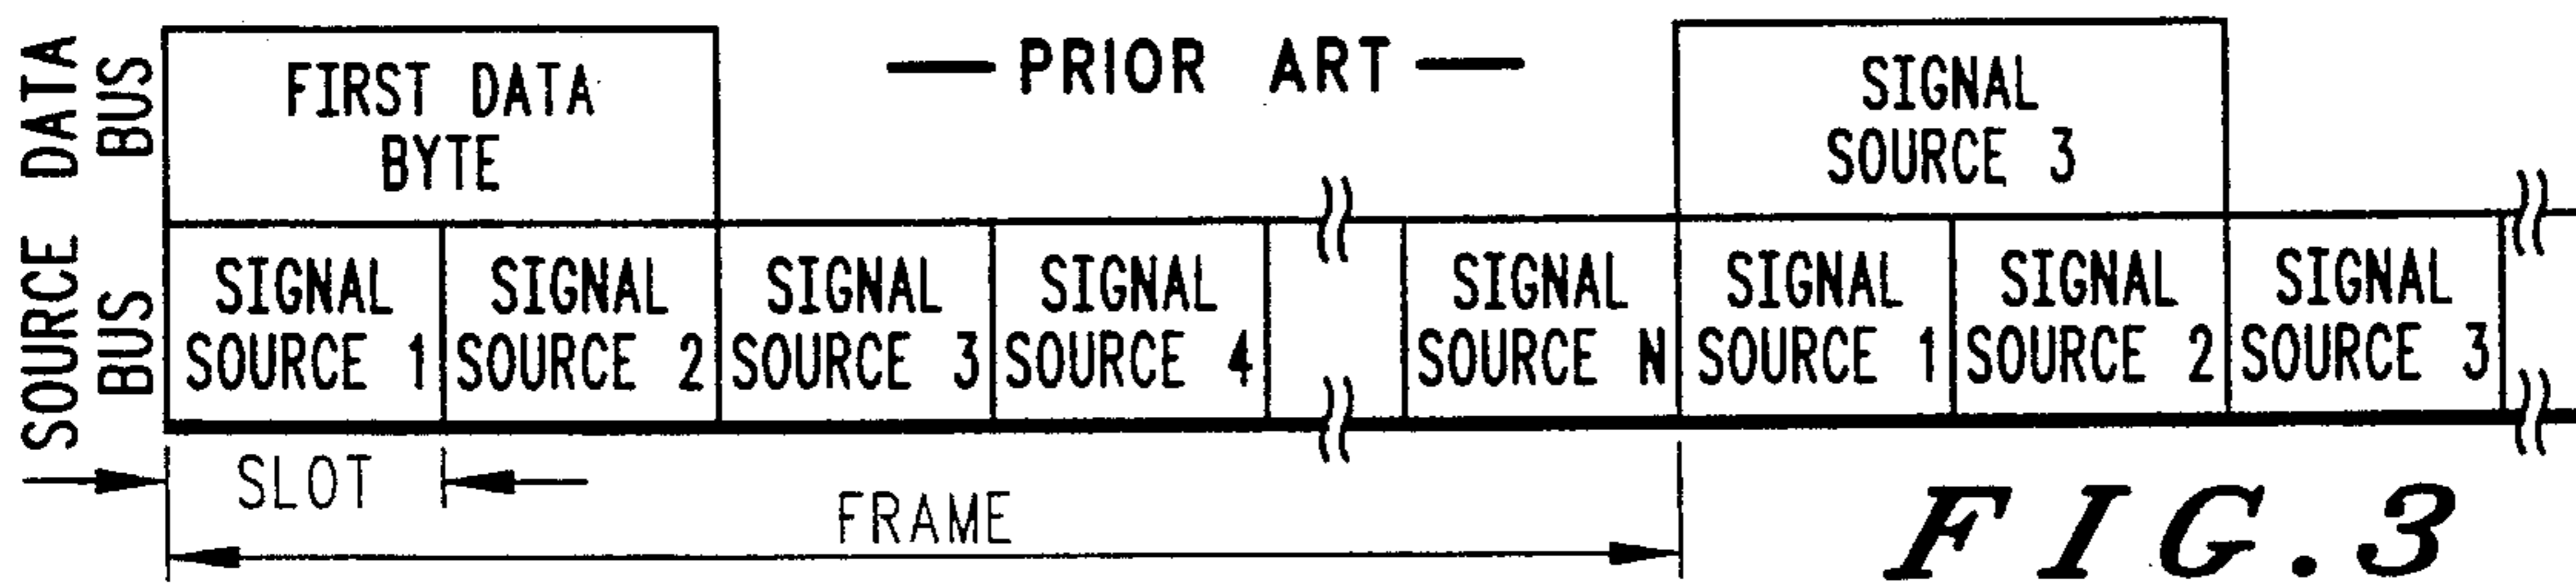 DATA
BUS
FIRST DATA
BYTE
— PRIOR ART —
SIGNAL
SOURCE 3
SOURCE
BUS
SIGNAL
SOURCE 1
SIGNAL
SOURCE 2
SIGNAL
SOURCE 3
SIGNAL
SOURCE 4
SIGNAL
SOURCE N
SIGNAL
SOURCE 1
SIGNAL
SOURCE 2
SIGNAL
SOURCE 3
SLOT
FRAME
FIG.3